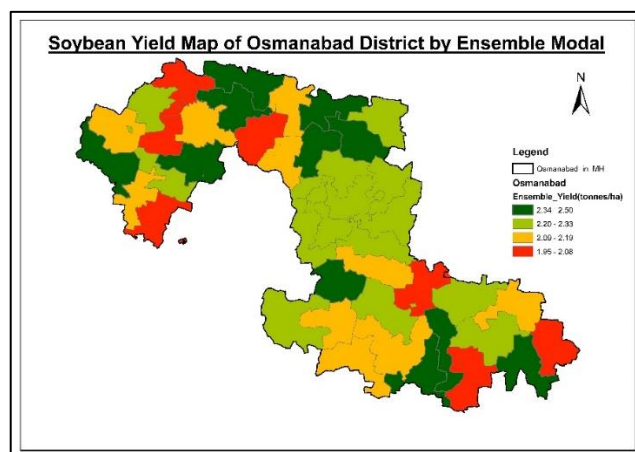 Soybean Yield Map of Osmanabad District by Ensemble Modal
N
Legend
Osmanabad in MH
Osmanabad
Ensemble_Yield(tonnes/ha)
2.34 - 2.50
2.20 - 2.33
2.09 - 2.19
1.95 - 2.08